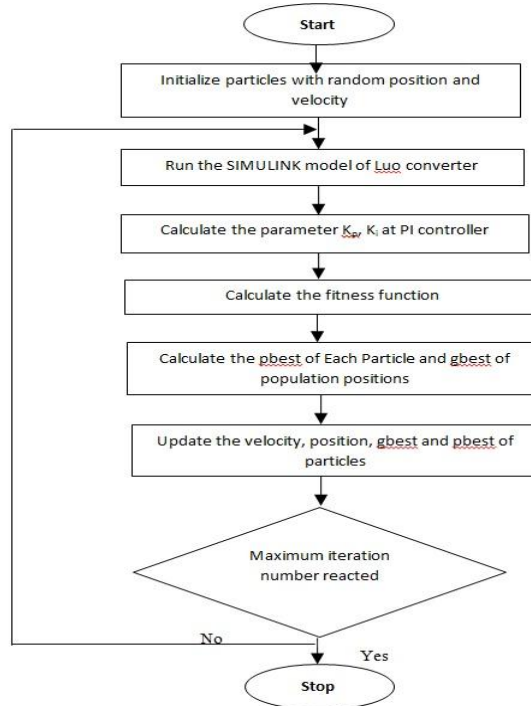 Start
Initialize particles with random position and
velocity
Run the SIMULINK model of Luo converter
Calculate the parameter Kp, Ki at PI controller
Calculate the fitness function
Calculate the pbest of Each Particle and gbest of
population positions
Update the velocity, position, gbest and pbest of
particles
Maximum iteration
number reacted
No
Yes
Stop